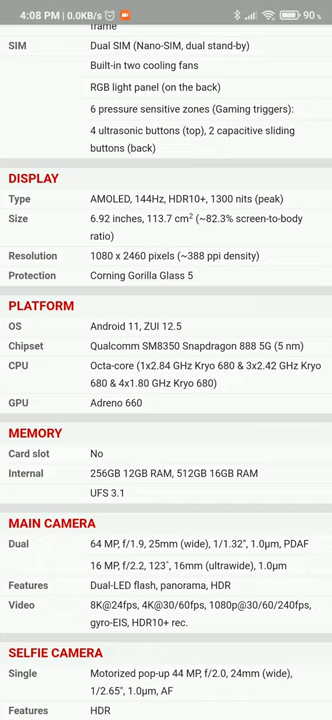 4:08 PM | 0.0KB/s
90%
frame
SIM Dual SIM (Nano-SIM, dual stand-by)
Built-in two cooling fans
RGB light panel (on the back)
6 pressure sensitive zones (Gaming triggers):
4 ultrasonic buttons (top), 2 capacitive sliding
buttons (back)
DISPLAY
Type AMOLED, 144Hz, HDR10+, 1300 nits (peak)
Size 6.92 inches, 113.7 cm² (~82.3% screen-to-body
ratio)
Resolution 1080 x 2460 pixels (~388 ppi density)
Protection Corning Gorilla Glass 5
PLATFORM
OS Android 11, ZUI 12.5
Chipset Qualcomm SM8350 Snapdragon 888 5G (5 nm)
CPU Octa-core (1x2.84 GHz Kryo 680 & 3x2.42 GHz Kryo
680 & 4x1.80 GHz Kryo 680)
GPU Adreno 660
MEMORY
Card slot No
Internal 256GB 12GB RAM, 512GB 16GB RAM
UFS 3.1
MAIN CAMERA
Dual 64 MP, f/1.9, 25mm (wide), 1/1.32", 1.0μm, PDAF
16 MP, f/2.2, 123˚, 16mm (ultrawide), 1.0μm
Features Dual-LED flash, panorama, HDR
Video 8K@24fps, 4K@30/60fps, 1080p@30/60/240fps,
gyro-EIS, HDR10+ rec.
SELFIE CAMERA
Single Motorized pop-up 44 MP, f/2.0, 24mm (wide),
1/2.65", 1.0μm, AF
Features HDR